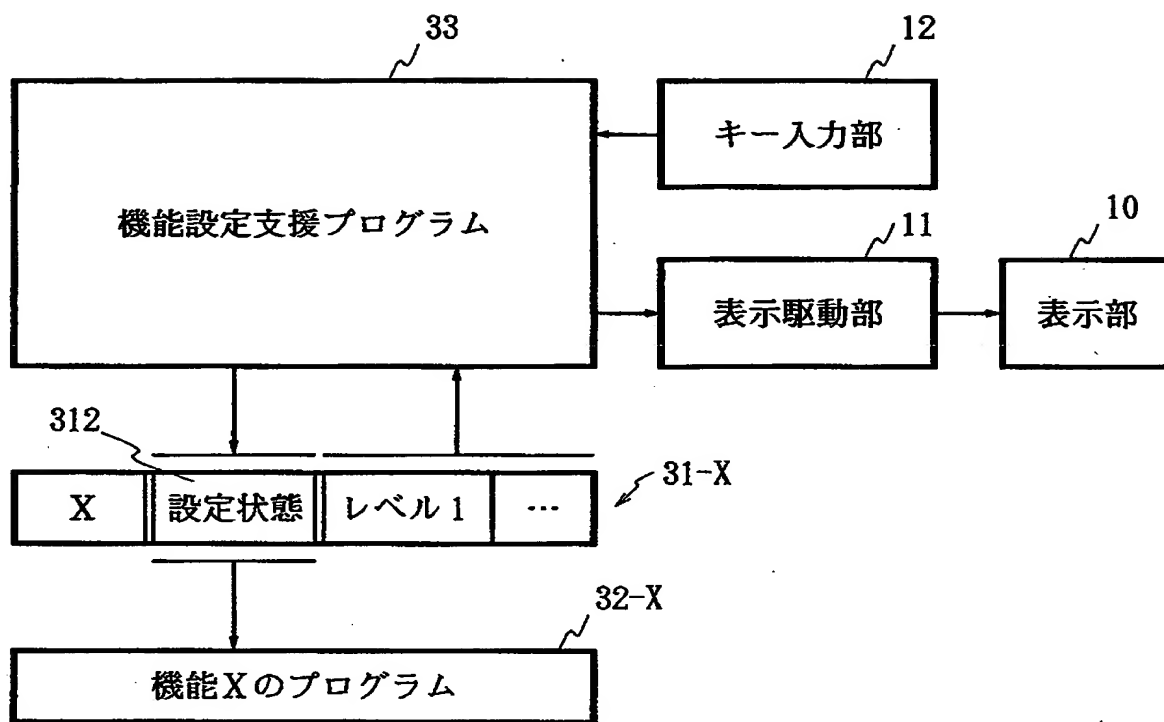 33
12
キー入力部
機能設定支援プログラム
11
10
表示駆動部
表示部
312
X 設定状態 レベル1 …
31-X
32-X
機能Xのプログラム